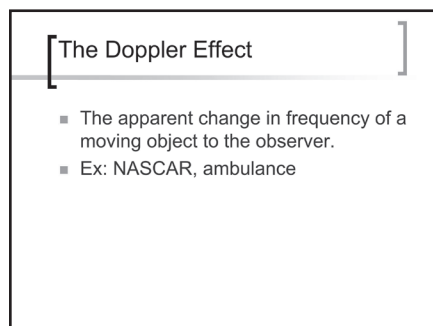 The Doppler Effect
■ The apparent change in frequency of a
moving object to the observer.
■ Ex: NASCAR, ambulance